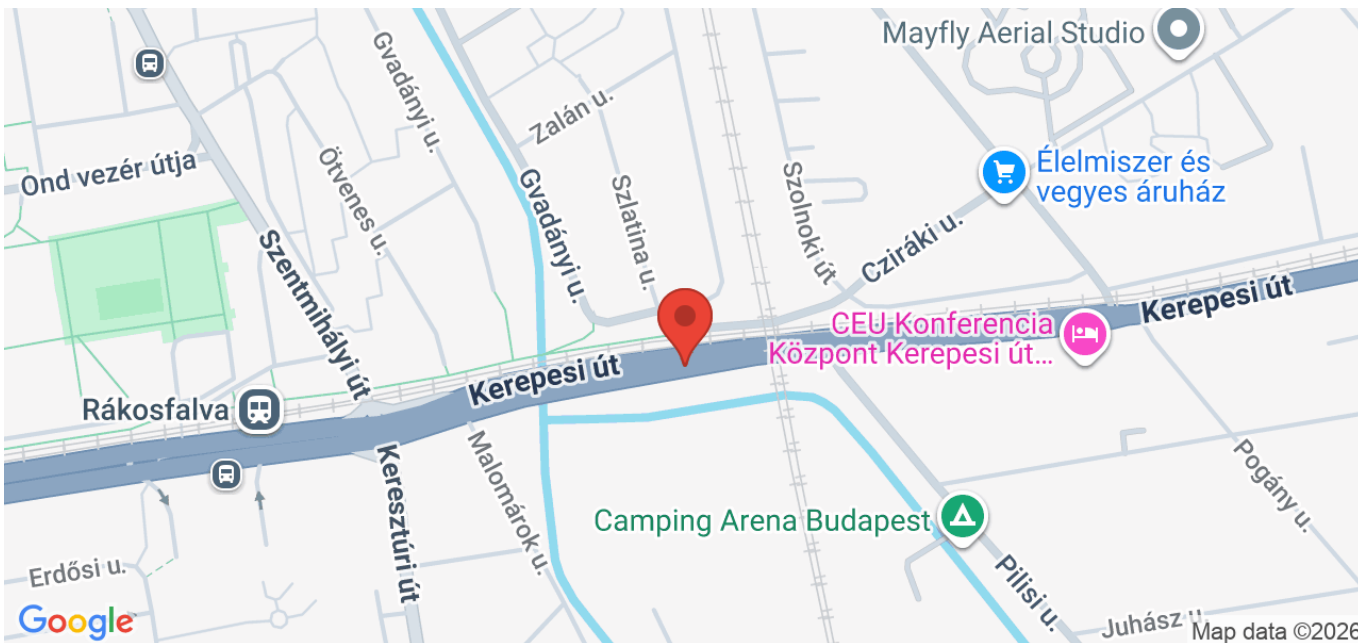 Mayfly Aerial Studio
Gvadányi u.
Zalán u.
Ond vezér útja
Ötvenes u.
Gvadányi u.
Szlatina u.
Szolnoki út
Élelmiszer és
vegyes áruház
Cziráki u.
Szentmihályi út
Kerepesi út
CEU Konferencia
Központ Kerepesi út...
Kerepesi út
Rákosfalva
Keresztúri út
Malomárok u.
Pogány u.
Camping Arena Budapest
Erdősi u.
Pilisi u.
Juhász u.
Google
Map data ©2026